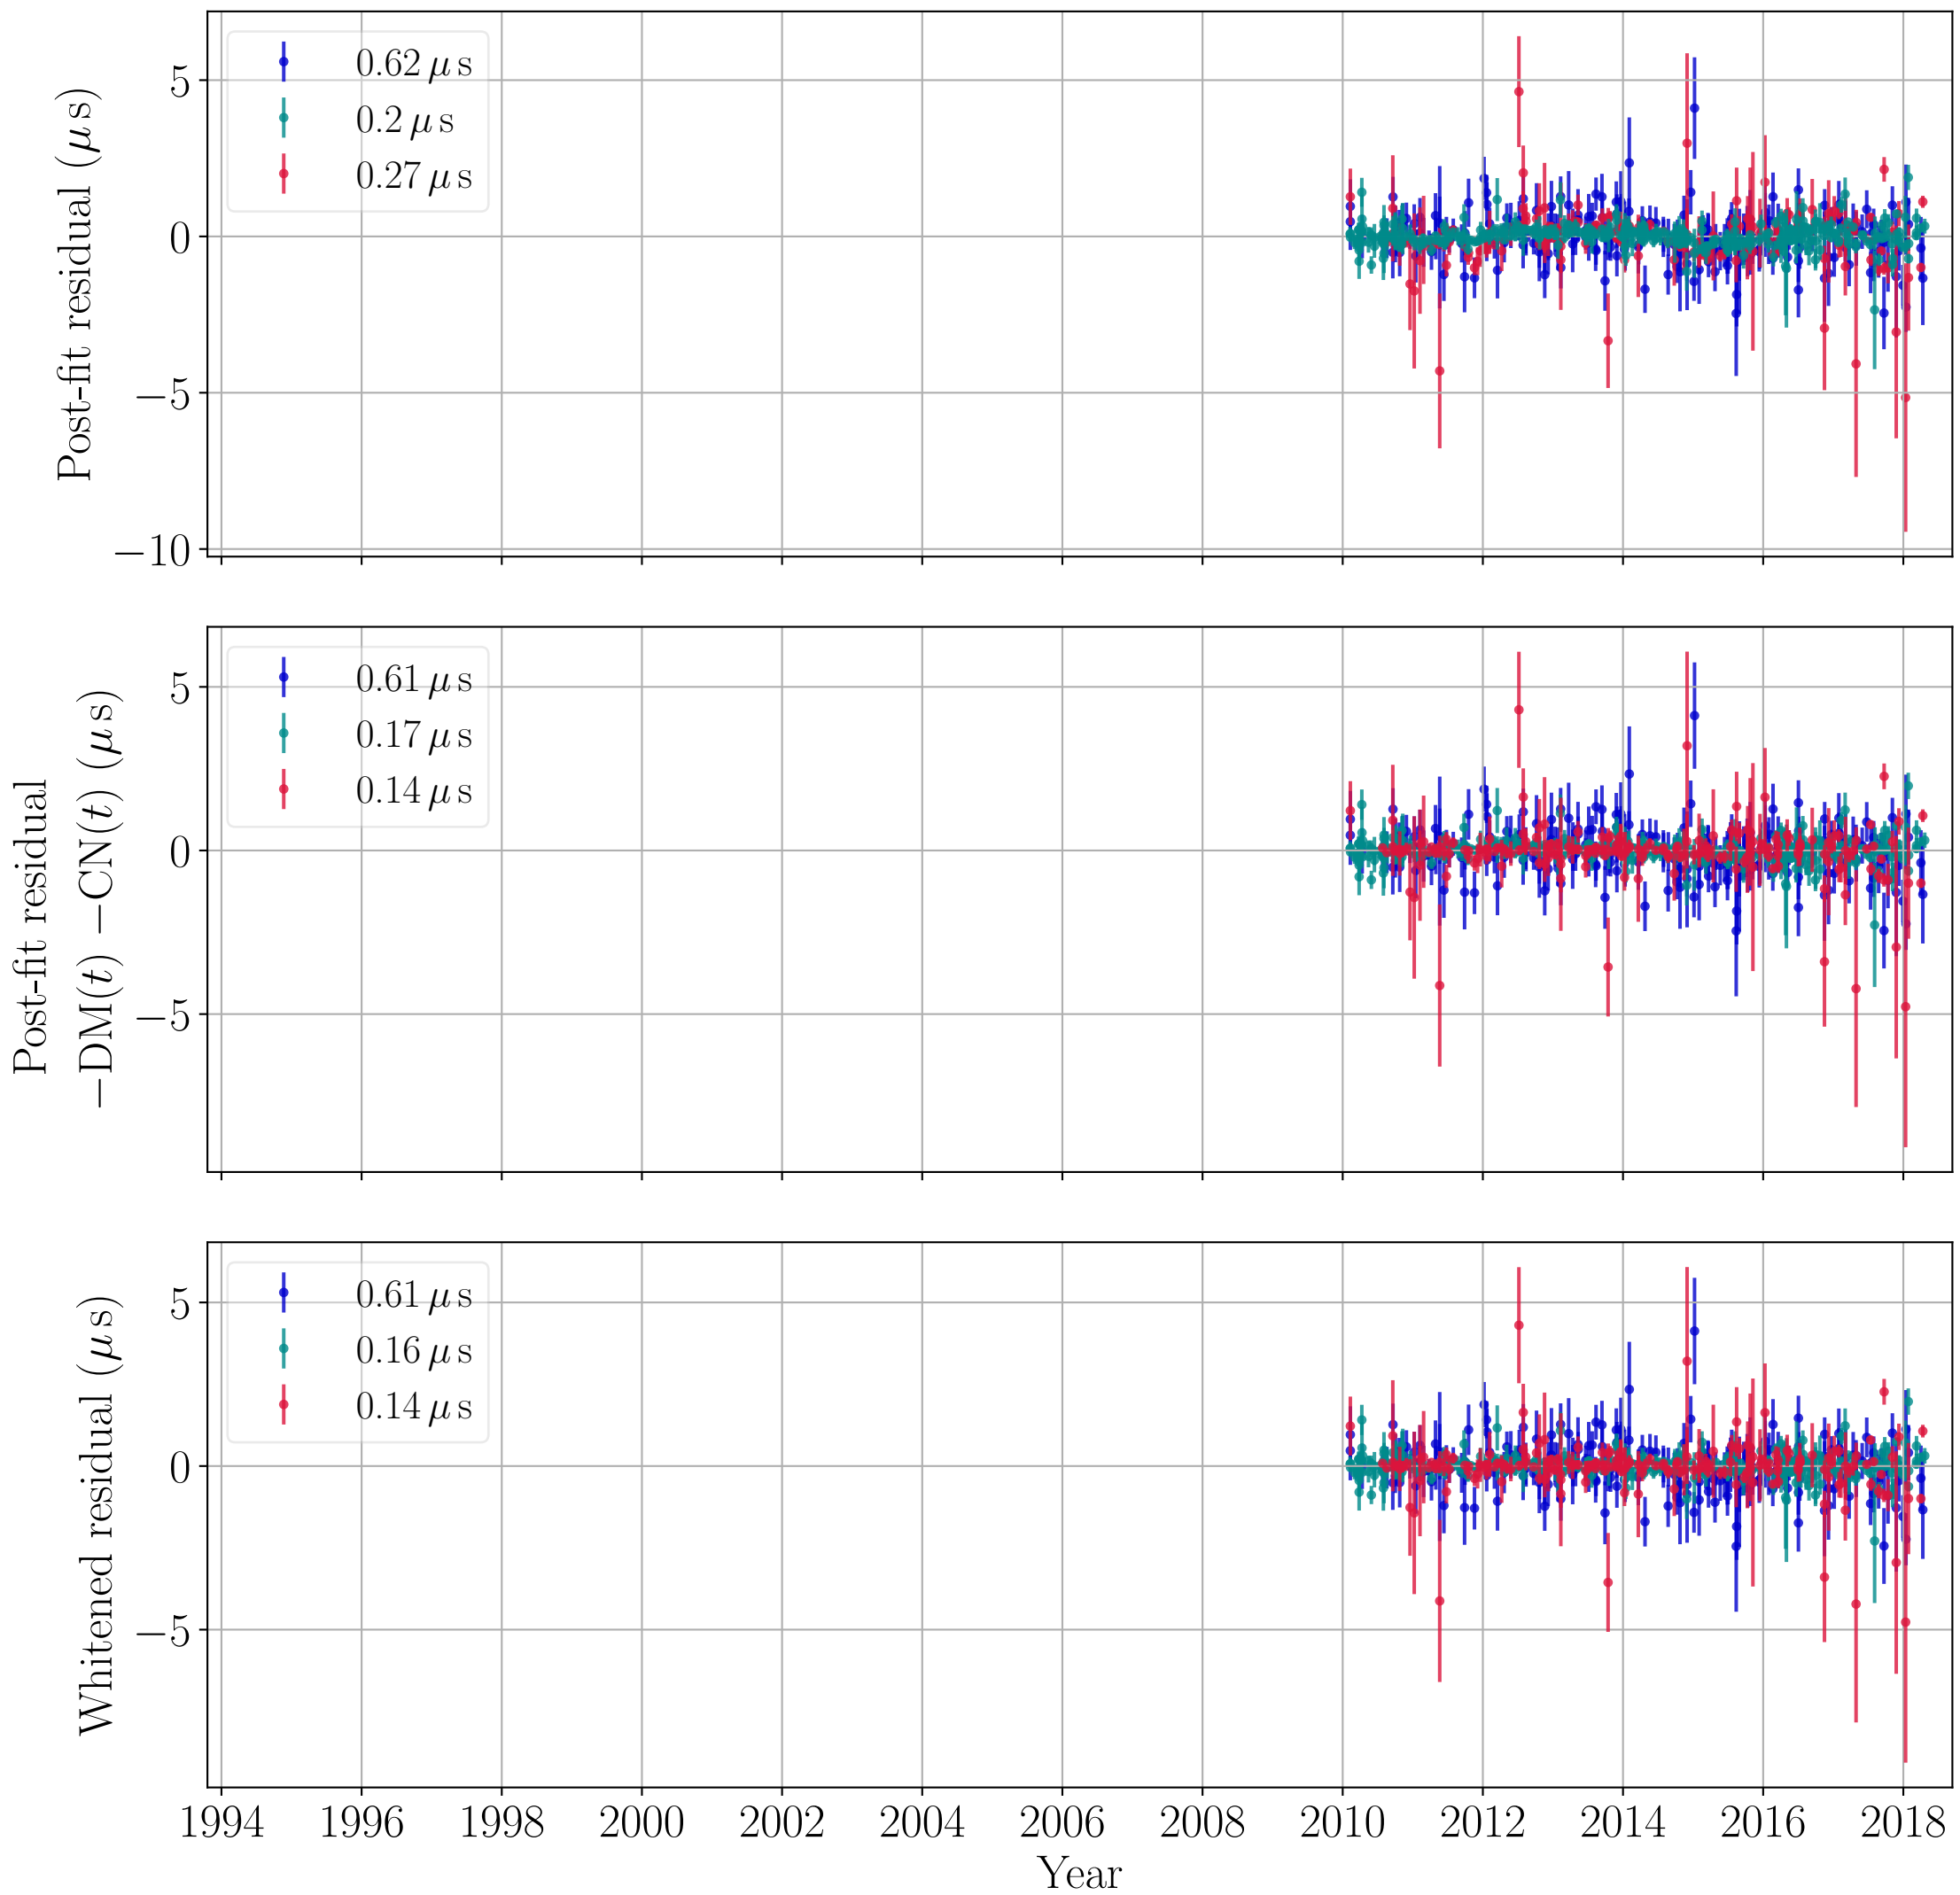 Post-fit residual (μs)
5
0
−5
−10
0.62 μs
0.2 μs
0.27 μs
Post-fit residual
−DM(t) −CN(t) (μs)
5
0
−5
0.61 μs
0.17 μs
0.14 μs
Whitened residual (μs)
5
0
−5
0.61 μs
0.16 μs
0.14 μs
1994 1996 1998 2000 2002 2004 2006 2008 2010 2012 2014 2016 2018
Year